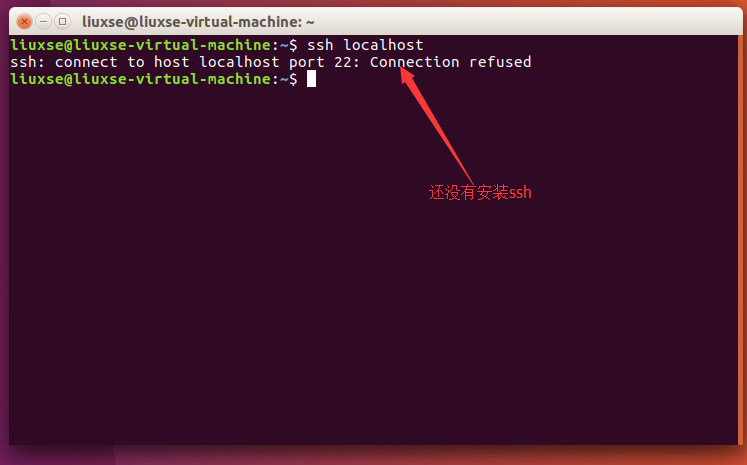 liuxse@liuxse-virtual-machine: ~
liuxse@liuxse-virtual-machine:~$ ssh localhost
ssh: connect to host localhost port 22: Connection refused
liuxse@liuxse-virtual-machine:~$
还没有安装ssh